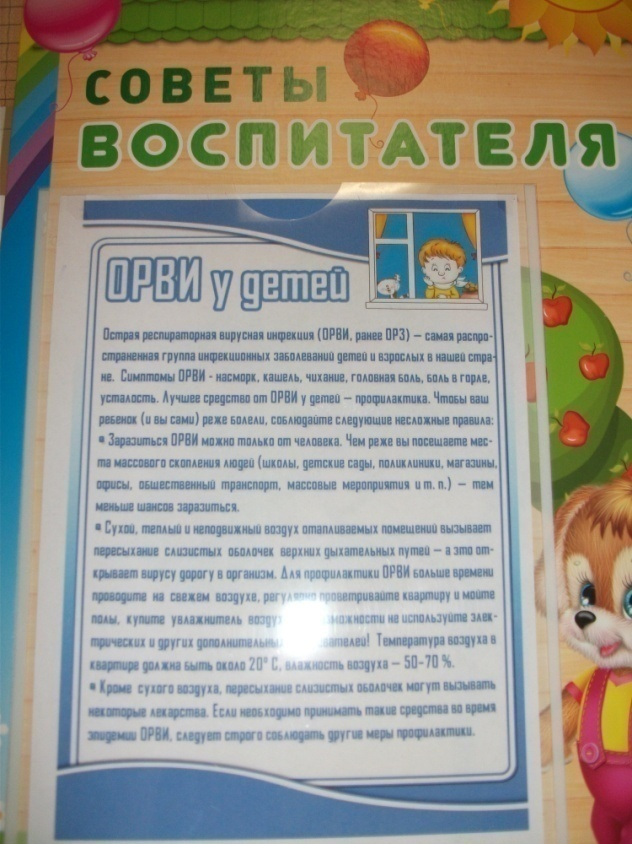 СОВЕТЫ
ВОСПИТАТЕЛЯ
ОРВИ у детей
Острая респираторная вирусная инфекция (ОРВИ, ранее ОРЗ) – самая распро-
страненная группа инфекционных заболеваний детей и взрослых в нашей стра-
не. Симптомы ОРВИ - насморк, кашель, чихание, головная боль, боль в горле,
усталость. Лучшее средство от ОРВИ у детей – профилактика. Чтобы ваш
ребенок (и вы сами) реже болели, соблюдайте следующие несложные правила:
• Заразиться ОРВИ можно только от человека. Чем реже вы посещаете мес-
та массового скопления людей (школы, детские сады, поликлиники, магазины,
офисы, общественный транспорт, массовые мероприятия и т. п.) – тем
меньше шансов заразиться.
• Сухой, теплый и неподвижный воздух отапливаемых помещений вызывает
пересыхание слизистых оболочек верхних дыхательных путей – а это от-
крывает вирусу дорогу в организм. Для профилактики ОРВИ больше времени
проводите на свежем воздухе, регулярно проветривайте квартиру и мойте
полы, купите увлажнитель не используйте элек-
трических и других дополнительных Температура воздуха в
квартире должна быть около 20° С, влажность воздуха – 50-70 %.
• Кроме сухого воздуха, пересыхание слизистых оболочек могут вызывать
некоторые лекарства. Если необходимо принимать такие средства во время
эпидемии ОРВИ, следует строго соблюдать другие меры профилактики.